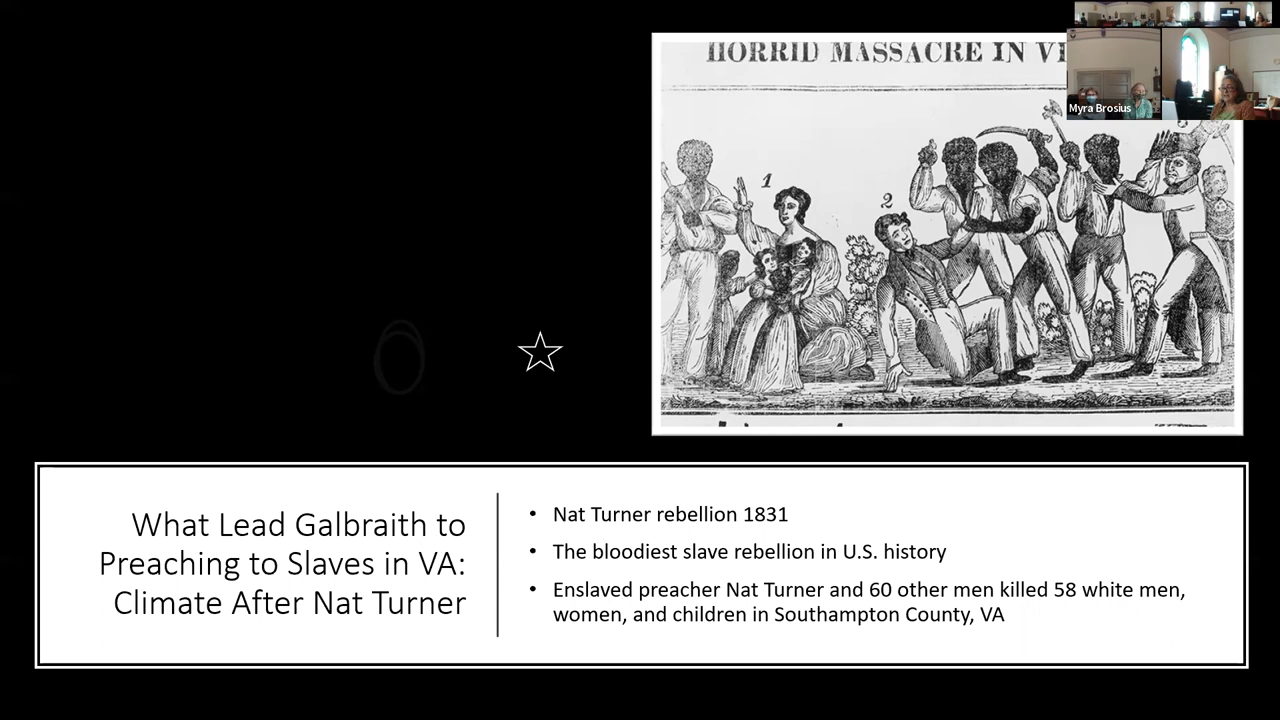 HORRID MASSACRE IN
Myra Brosius
1
2
What Lead Galbraith to
Preaching to Slaves in VA:
Climate After Nat Turner
• Nat Turner rebellion 1831
• The bloodiest slave rebellion in U.S. history
• Enslaved preacher Nat Turner and 60 other men killed 58 white men,
women, and children in Southampton County, VA